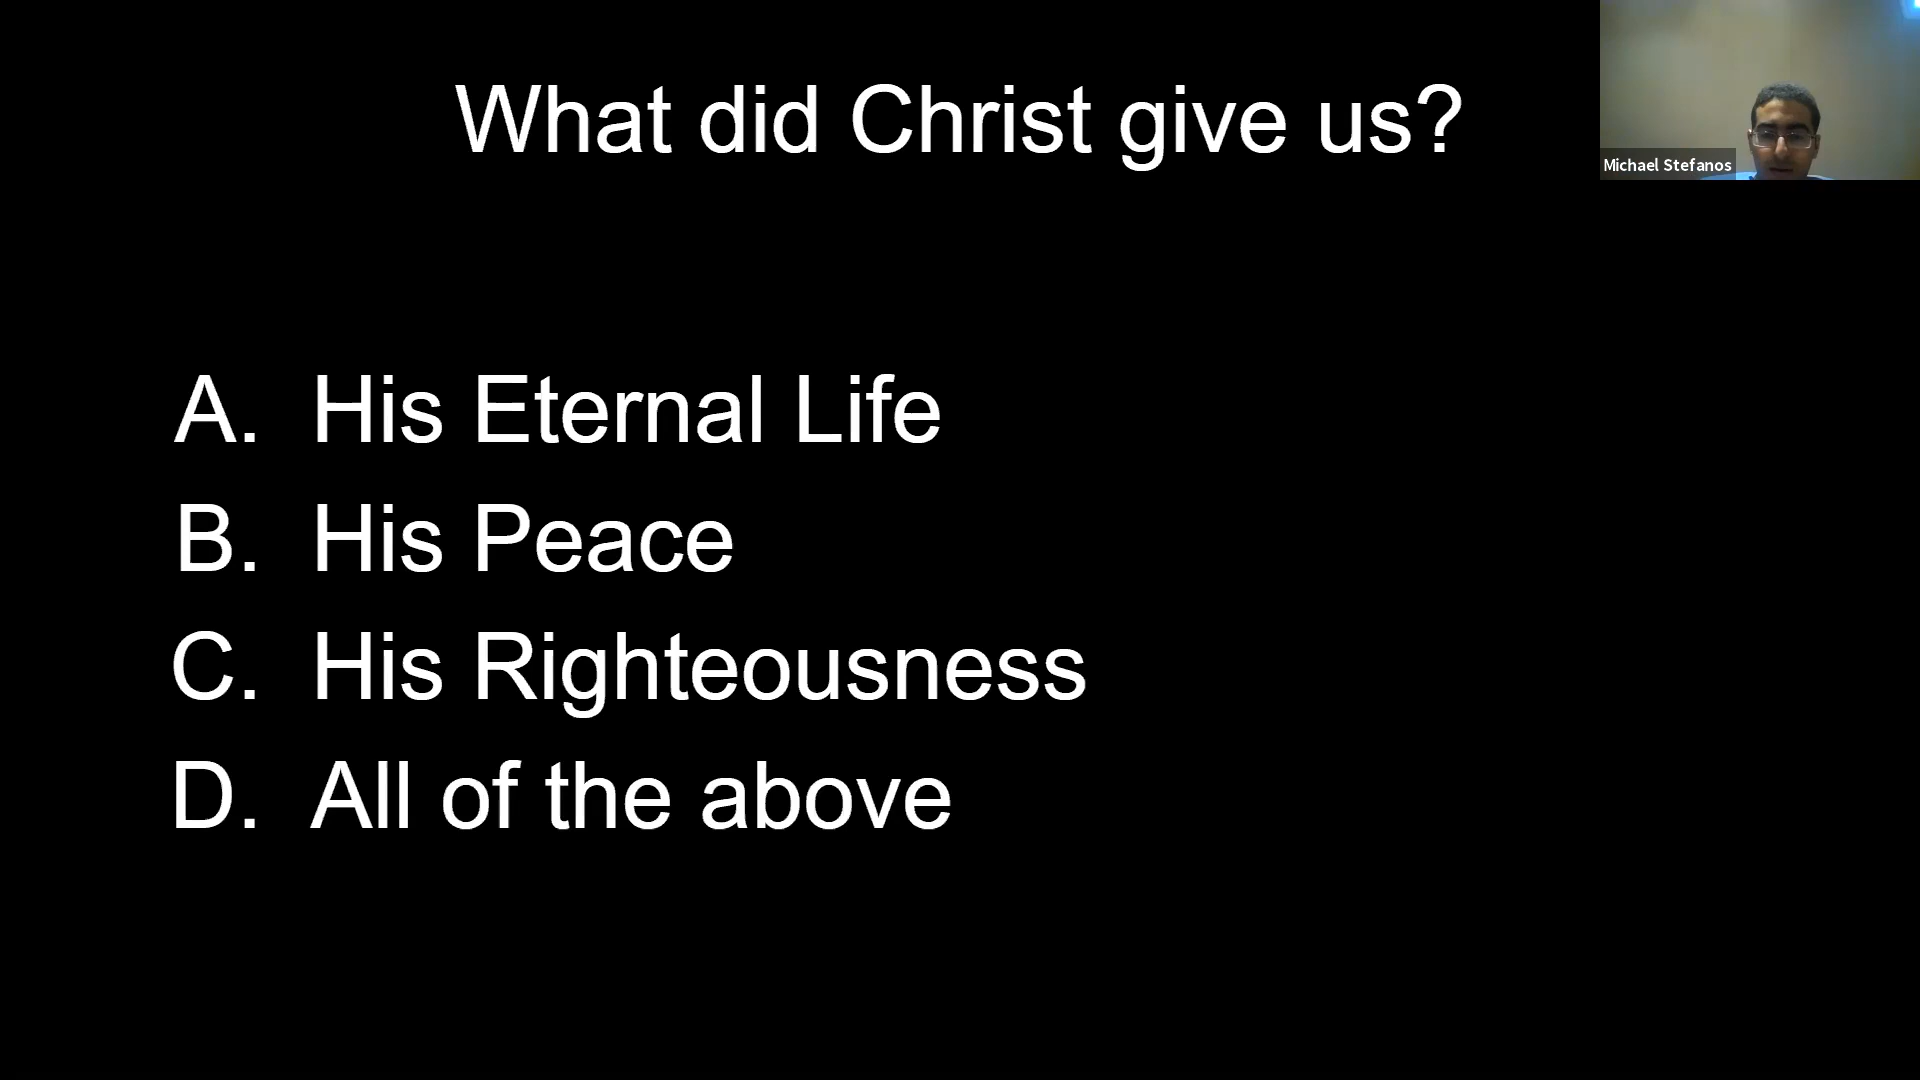 What did Christ give us?
Michael Stefanos
A. His Eternal Life
B. His Peace
C. His Righteousness
D. All of the above